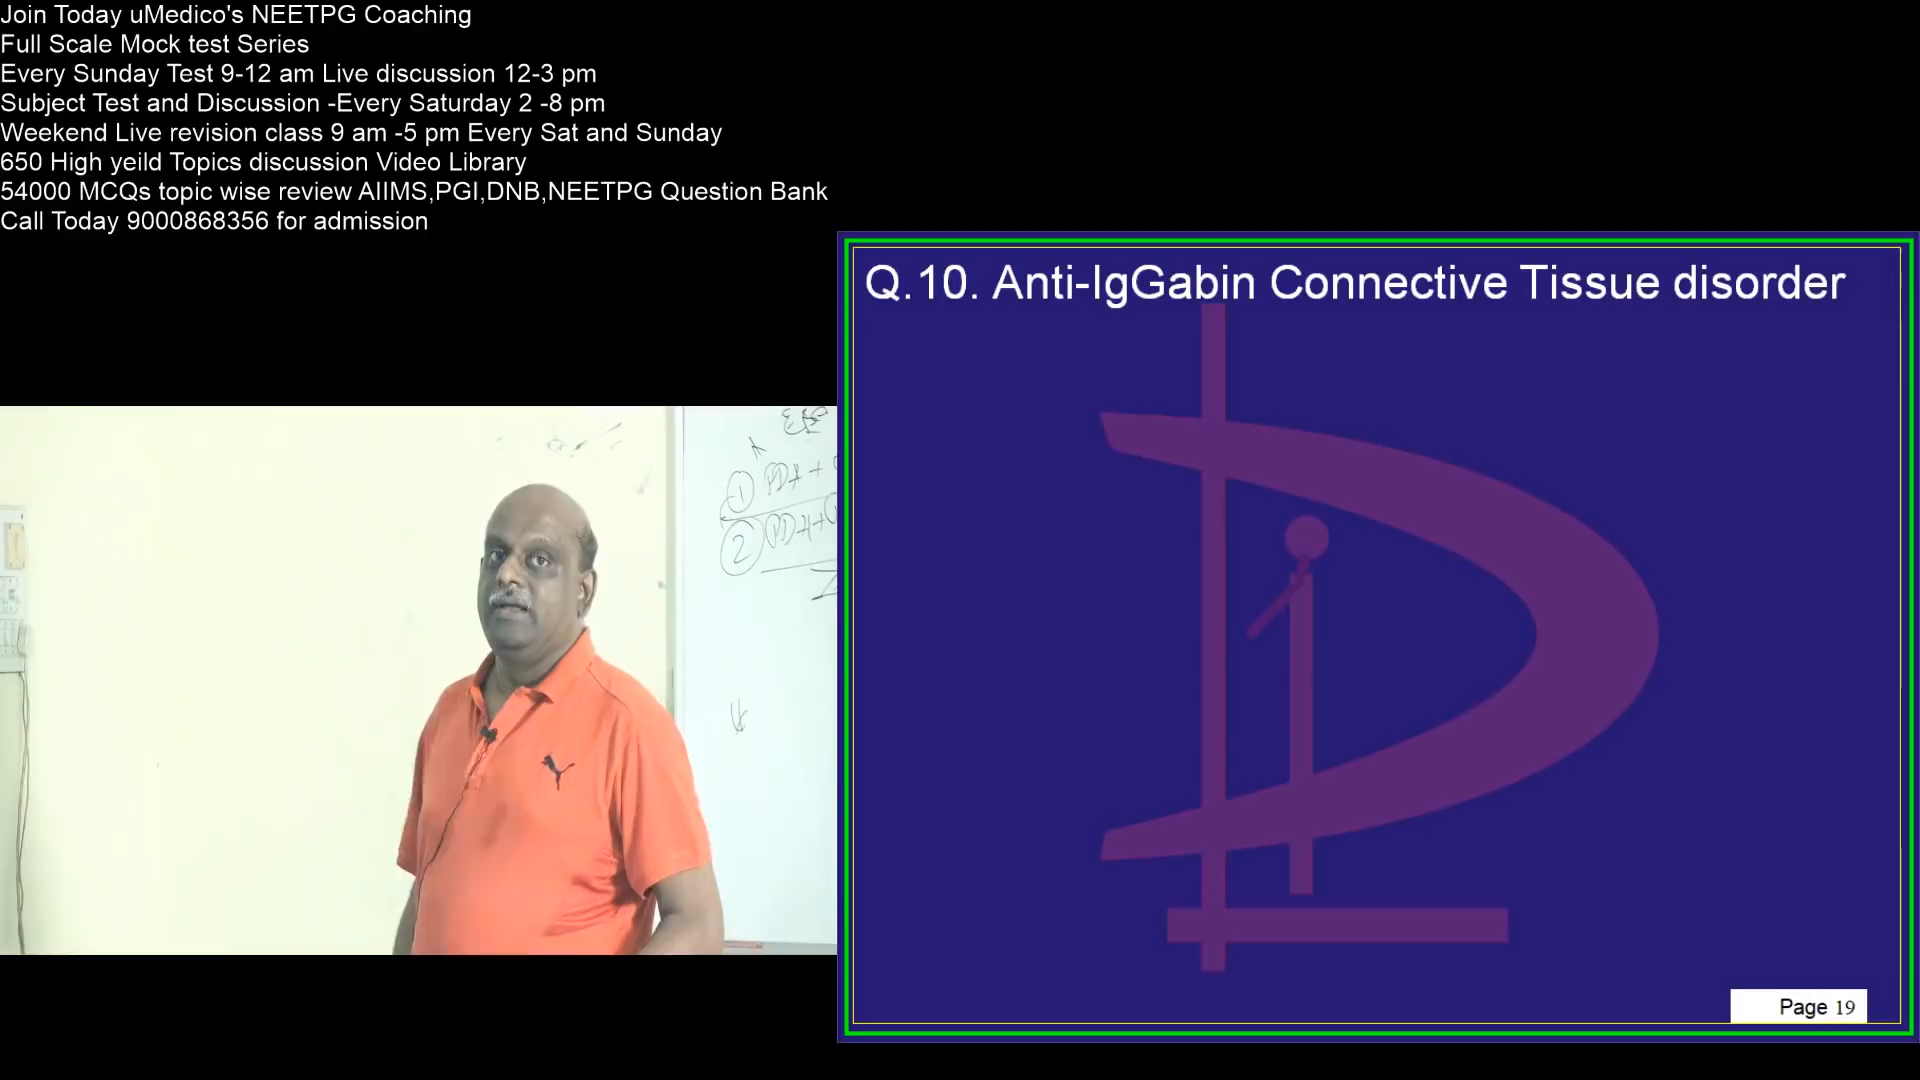 Join Today uMedico's NEETPG Coaching
Full Scale Mock test Series
Every Sunday Test 9-12 am Live discussion 12-3 pm
Subject Test and Discussion -Every Saturday 2 -8 pm
Weekend Live revision class 9 am -5 pm Every Sat and Sunday
650 High yeild Topics discussion Video Library
54000 MCQs topic wise review AIIMS,PGI,DNB,NEETPG Question Bank
Call Today 9000868356 for admission
Q.10. Anti-IgGabin Connective Tissue disorder
1 PDA +
2
Page 19